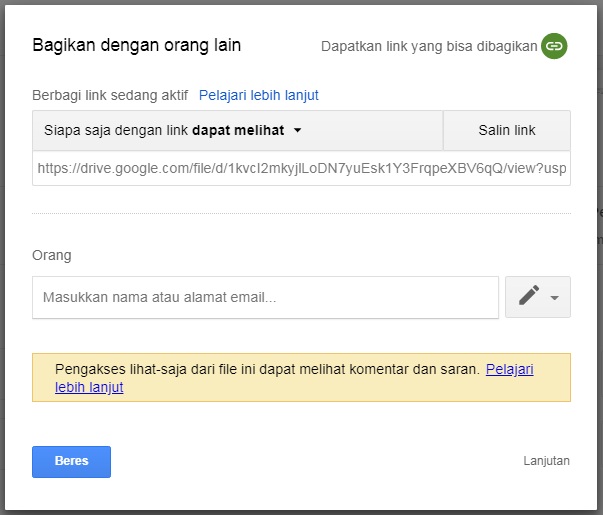 Bagikan dengan orang lain
Dapatkan link yang bisa dibagikan
Berbagi link sedang aktif Pelajari lebih lanjut
Siapa saja dengan link dapat melihat
Salin link
https://drive.google.com/file/d/1kvcI2mkyjlLoDN7yuEsk1Y3FrqpeXBV6qQ/view?usp
Orang
Masukkan nama atau alamat email...
Pengakses lihat-saja dari file ini dapat melihat komentar dan saran. Pelajari
lebih lanjut
Beres
Lanjutan